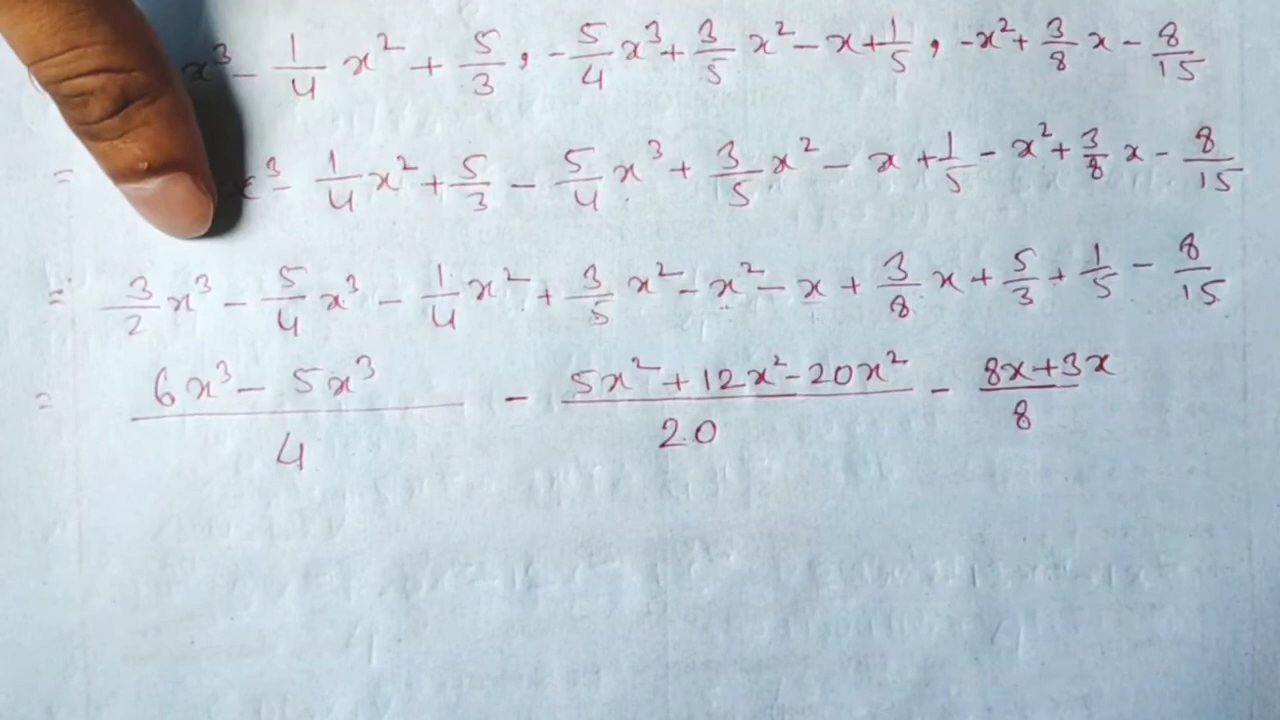 x³ - 1/4 x² + 5/3, -5/4 x³ + 3/5 x² - x + 1/5, -x² + 3/8 x - 8/15
= x³ - 1/4 x² + 5/3 - 5/4 x³ + 3/5 x² - x + 1/5 - x² + 3/8 x - 8/15
= 3/2 x³ - 5/4 x³ - 1/4 x² + 3/5 x² - x² - x + 3/8 x + 5/3 + 1/5 - 8/15
= (6x³ - 5x³)/4 - (5x² + 12x² - 20x²)/20 - (8x + 3x)/8